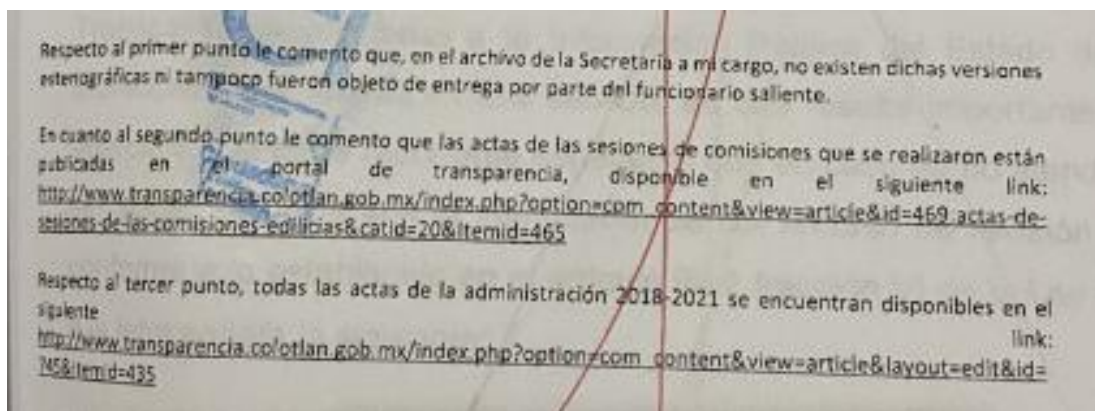 Respecto al primer punto le comento que, en el archivo de la Secretaría a mi cargo, no existen dichas versiones
estenográficas ni tampoco fueron objeto de entrega por parte del funcionario saliente.
En cuanto al segundo punto le comento que las actas de las sesiones de comisiones que se realizaron están
publicadas en el portal de transparencia, disponible en el siguiente link:
http://www.transparencia.colotlan.gob.mx/index.php?option=com_content&view=article&id=469_actas-de-
sesiones-de-las-comisiones-edilicias&catid=20&Itemid=465
Respecto al tercer punto, todas las actas de la administración 2018-2021 se encuentran disponibles en el
siguiente link:
http://www.transparencia.colotlan.gob.mx/index.php?option=com_content&view=article&layout=edit&id=
745&Itemid=435